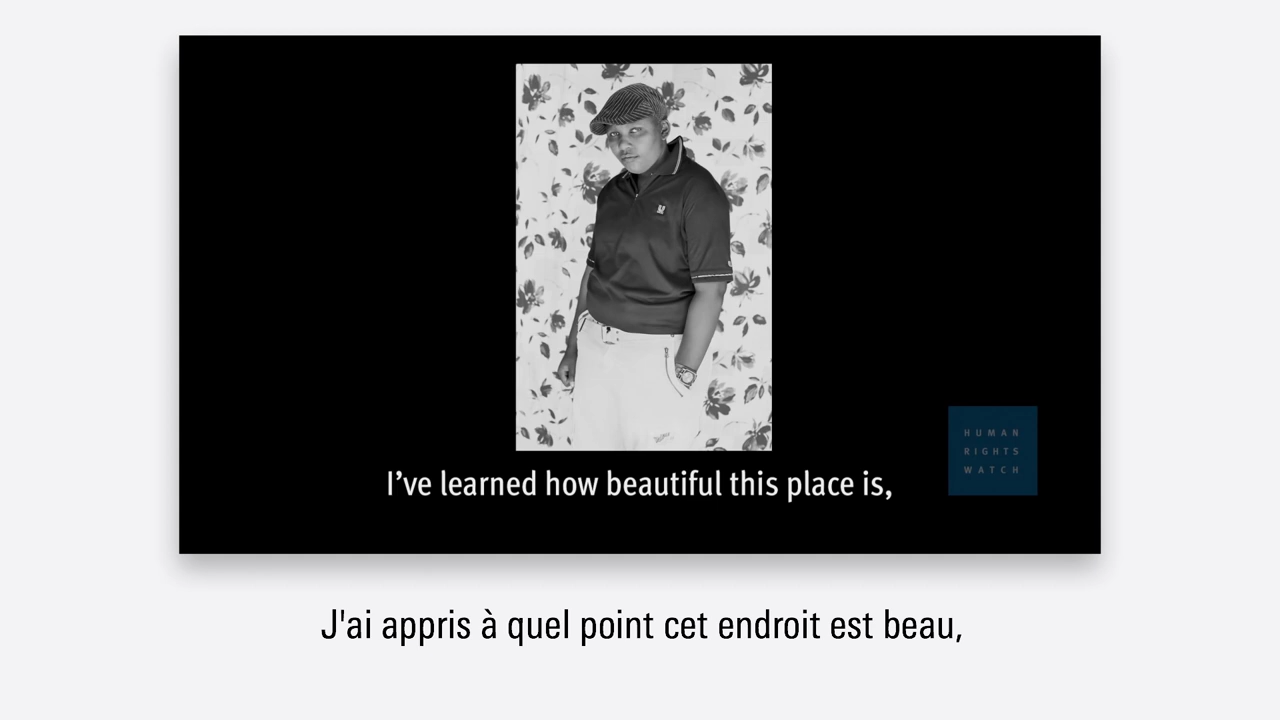 HUMAN
RIGHTS
WATCH
I’ve learned how beautiful this place is,
J'ai appris à quel point cet endroit est beau,